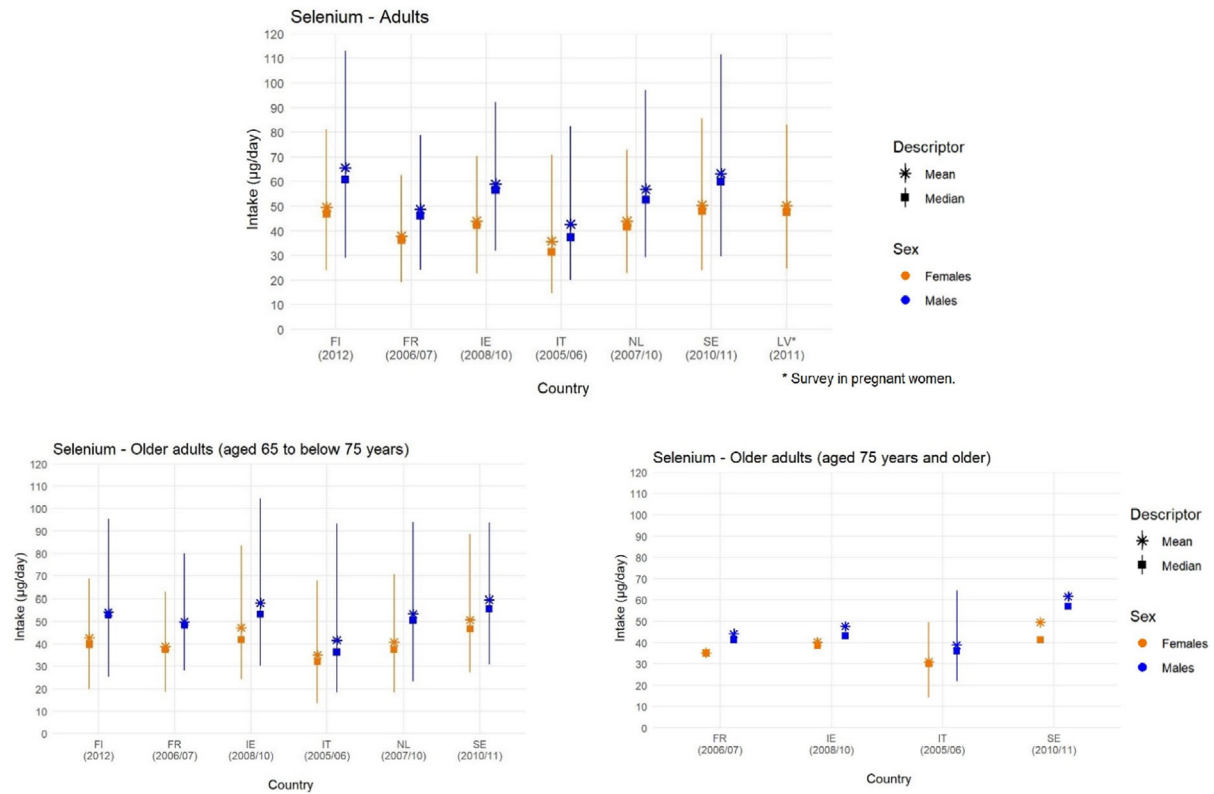 Selenium - Adults
120
110
100
90
80
70
60
50
40
30
20
10
0
Intake (µg/day)
FI FR IE IT NL SE LV*
(2012) (2006/07) (2008/10) (2005/06) (2007/10) (2010/11) (2011)
Country
* Survey in pregnant women.
Descriptor
Mean
Median
Sex
Females
Males
Selenium - Older adults (aged 65 to below 75 years)
120
110
100
90
80
70
60
50
40
30
20
10
0
Intake (µg/day)
FI FR IE IT NL SE
(2012) (2006/07) (2008/10) (2005/06) (2007/10) (2010/11)
Country
Selenium - Older adults (aged 75 years and older)
120
110
100
90
80
70
60
50
40
30
20
10
0
Intake (µg/day)
FR IE IT SE
(2006/07) (2008/10) (2005/06) (2010/11)
Country
Descriptor
Mean
Median
Sex
Females
Males